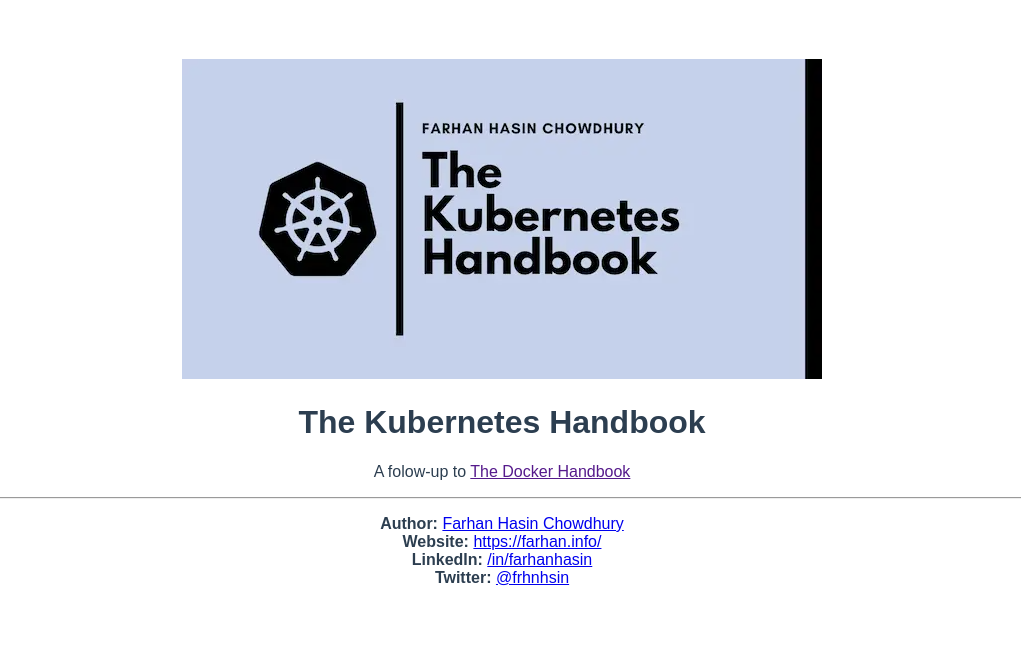 FARHAN HASIN CHOWDHURY
The
Kubernetes
Handbook
The Kubernetes Handbook
A folow-up to The Docker Handbook
Author: Farhan Hasin Chowdhury
Website: https://farhan.info/
LinkedIn: /in/farhanhasin
Twitter: @frhnhsin